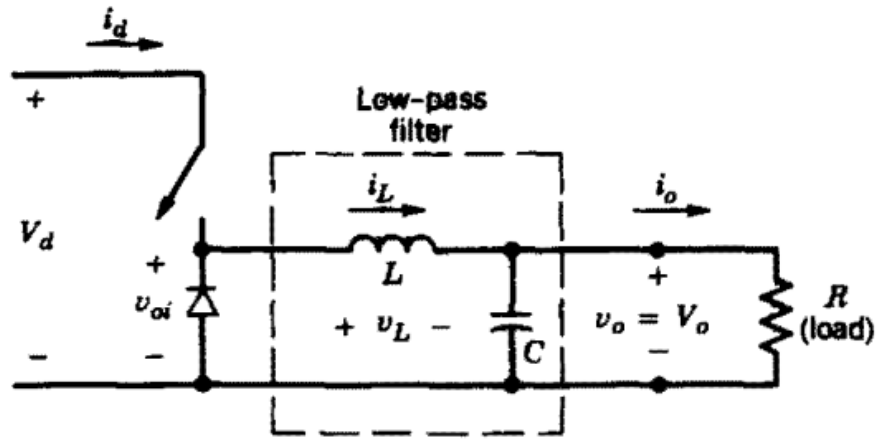 i_d
+
Low-pass
filter
i_L
i_o
V_d
+
L
+
R
(load)
v_oi
+ v_L -
C
v_o = V_o
-
-
-